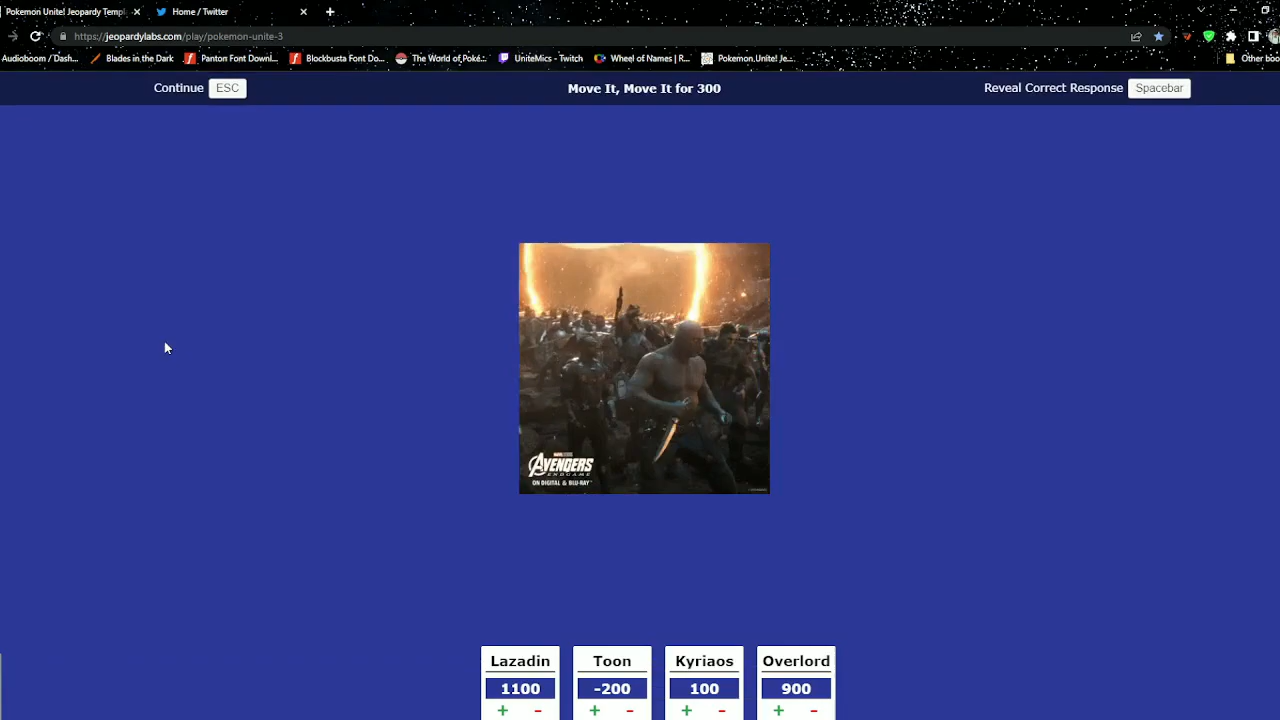 Pokemon Unite! Jeopardy Templ
Home / Twitter
https://jeopardylabs.com/play/pokemon-unite-3
Audioboom / Dash...
Blades in the Dark
Panton Font Downl...
Blockbusta Font Do...
The World of Poké...
UniteMics - Twitch
Wheel of Names | R...
Pokemon Unite! Je...
Other boo
Continue ESC
Move It, Move It for 300
Reveal Correct Response Spacebar
AVENGERS
ENDGAME
ON DIGITAL & BLU-RAY
Lazadin Toon Kyriaos Overlord
1100 -200 100 900
+ - + - + - + -